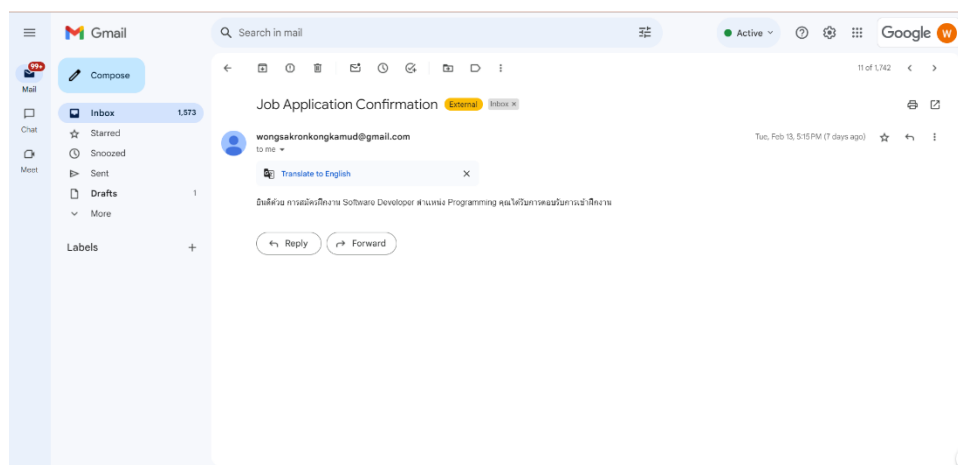 Gmail
Search in mail
Active
Google
W
99+
Mail
Compose
11 of 1,742
Job Application Confirmation External Inbox ×
Inbox 1,573
Chat
Starred
wongsakronkongkamud@gmail.com
Tue, Feb 13, 5:15 PM (7 days ago)
to me
Snoozed
Meet
Sent
Translate to English ×
Drafts 1
ยินดีด้วย การสมัครฝึกงาน Software Developer ตำแหน่ง Programming คุณได้รับการตอบรับการเข้าฝึกงาน
More
Labels +
Reply Forward